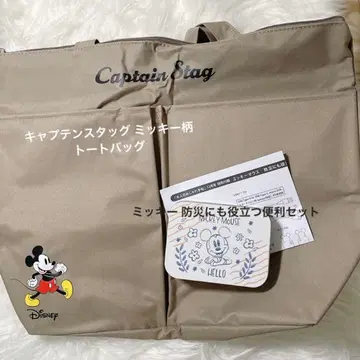 Captain Stag
キャプテンスタッグ ミッキー柄
トートバッグ
ミッキー 防災にも役立つ便利セット
MICKEY MOUSE
HELLO
Disney